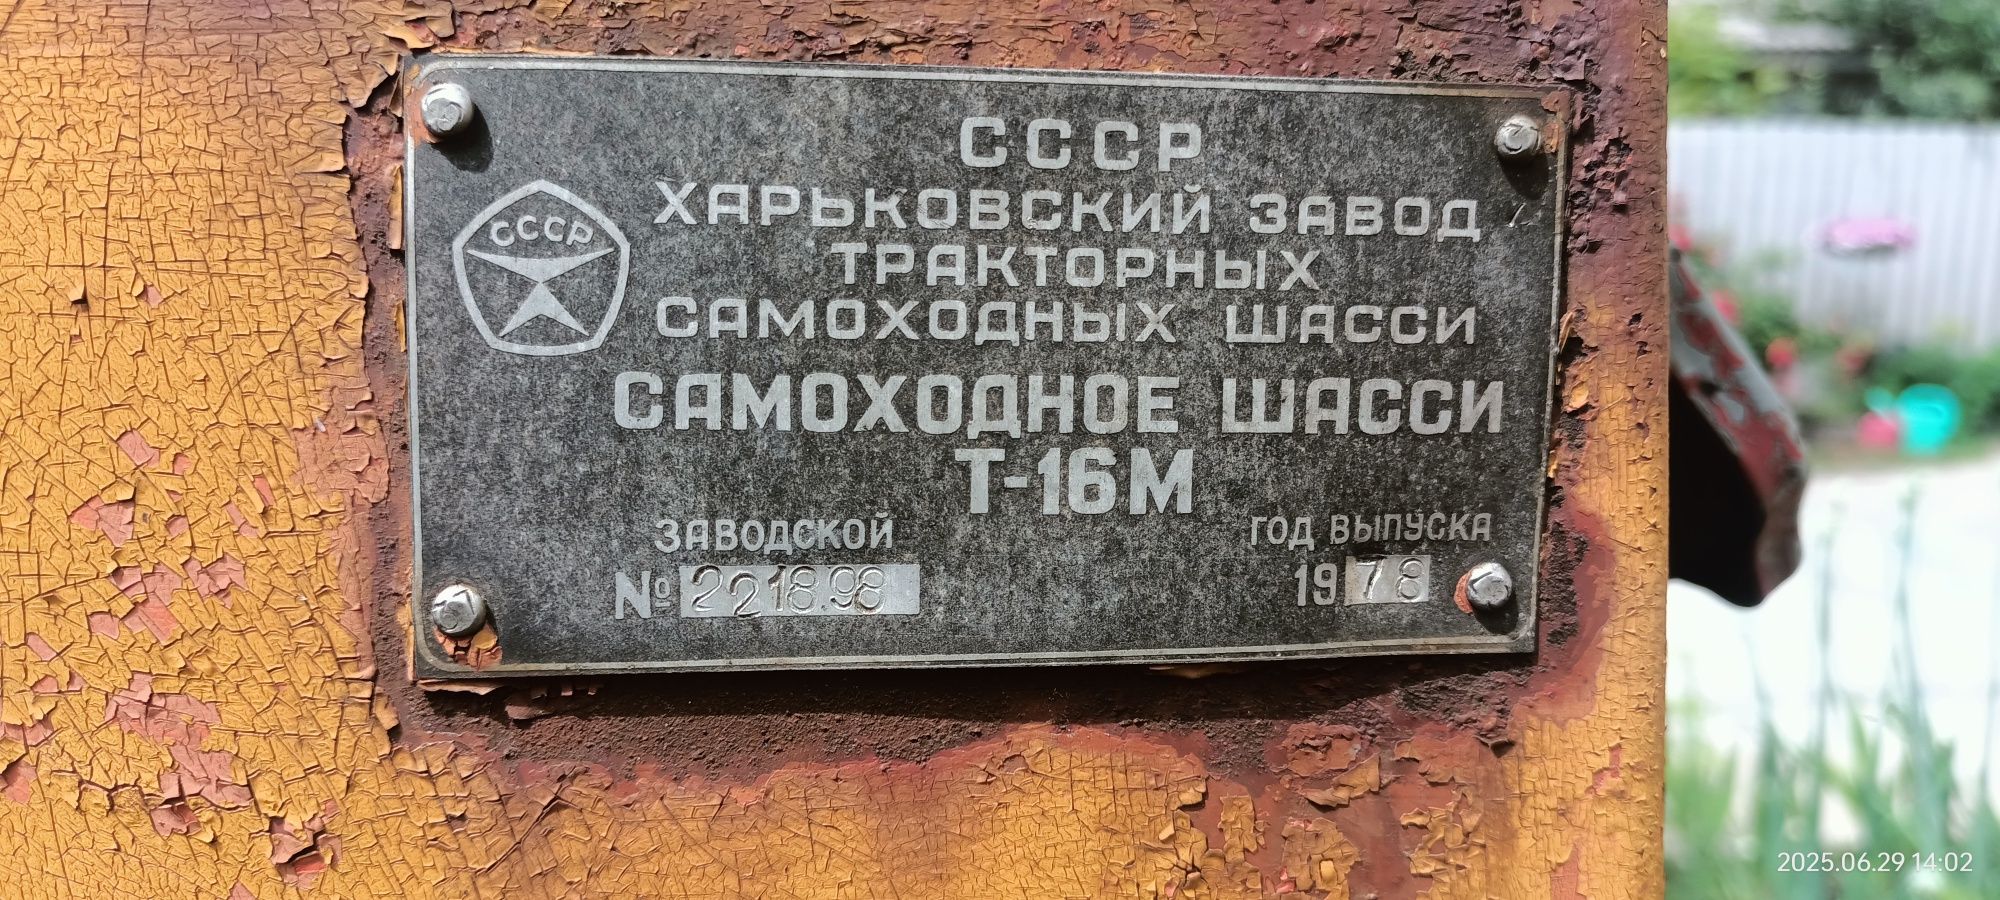 СССР
СССР
ХАРЬКОВСКИЙ ЗАВОД
ТРАКТОРНЫХ
САМОХОДНЫХ ШАССИ
САМОХОДНОЕ ШАССИ
Т-16М
ЗАВОДСКОЙ
№ 221898
ГОД ВЫПУСКА
1978
2025.06.29 14:02